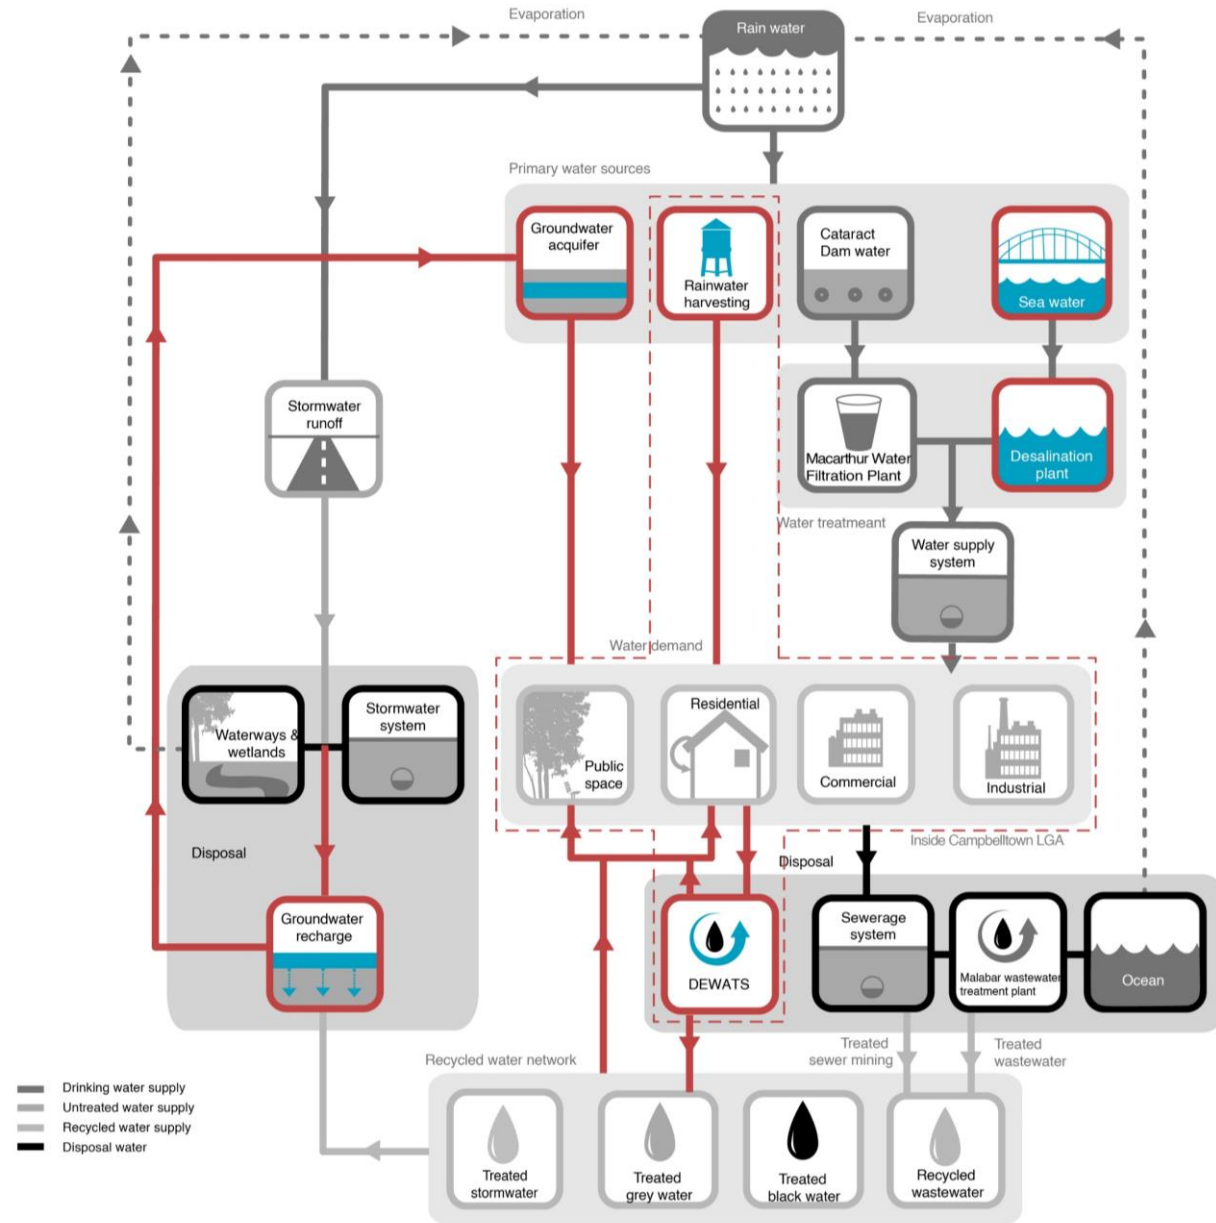 Evaporation
Evaporation
Rain water
Primary water sources
Groundwater
acquifer
Rainwater
harvesting
Cataract
Dam water
Sea water
Stormwater
runoff
Macarthur Water
Filtration Plant
Desalination
plant
Water treatmeant
Water supply
system
Water demand
Waterways &
wetlands
Stormwater
system
Public
space
Residential
Commercial
Industrial
Inside Campbelltown LGA
Disposal
Disposal
Groundwater
recharge
DEWATS
Sewerage
system
Malabar wastewater
treatment plant
Ocean
Recycled water network
Treated
sewer mining
Treated
wastewater
Drinking water supply
Untreated water supply
Recycled water supply
Disposal water
Treated
stormwater
Treated
grey water
Treated
black water
Recycled
wastewater